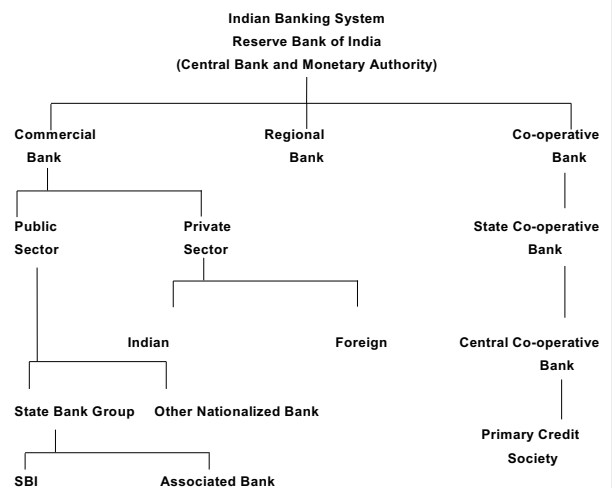 Indian Banking System
Reserve Bank of India
(Central Bank and Monetary Authority)
Commercial
Bank
Regional
Bank
Co-operative
Bank
Public
Sector
Private
Sector
State Co-operative
Bank
Indian
Foreign
Central Co-operative
Bank
State Bank Group
Other Nationalized Bank
Primary Credit
Society
SBI
Associated Bank